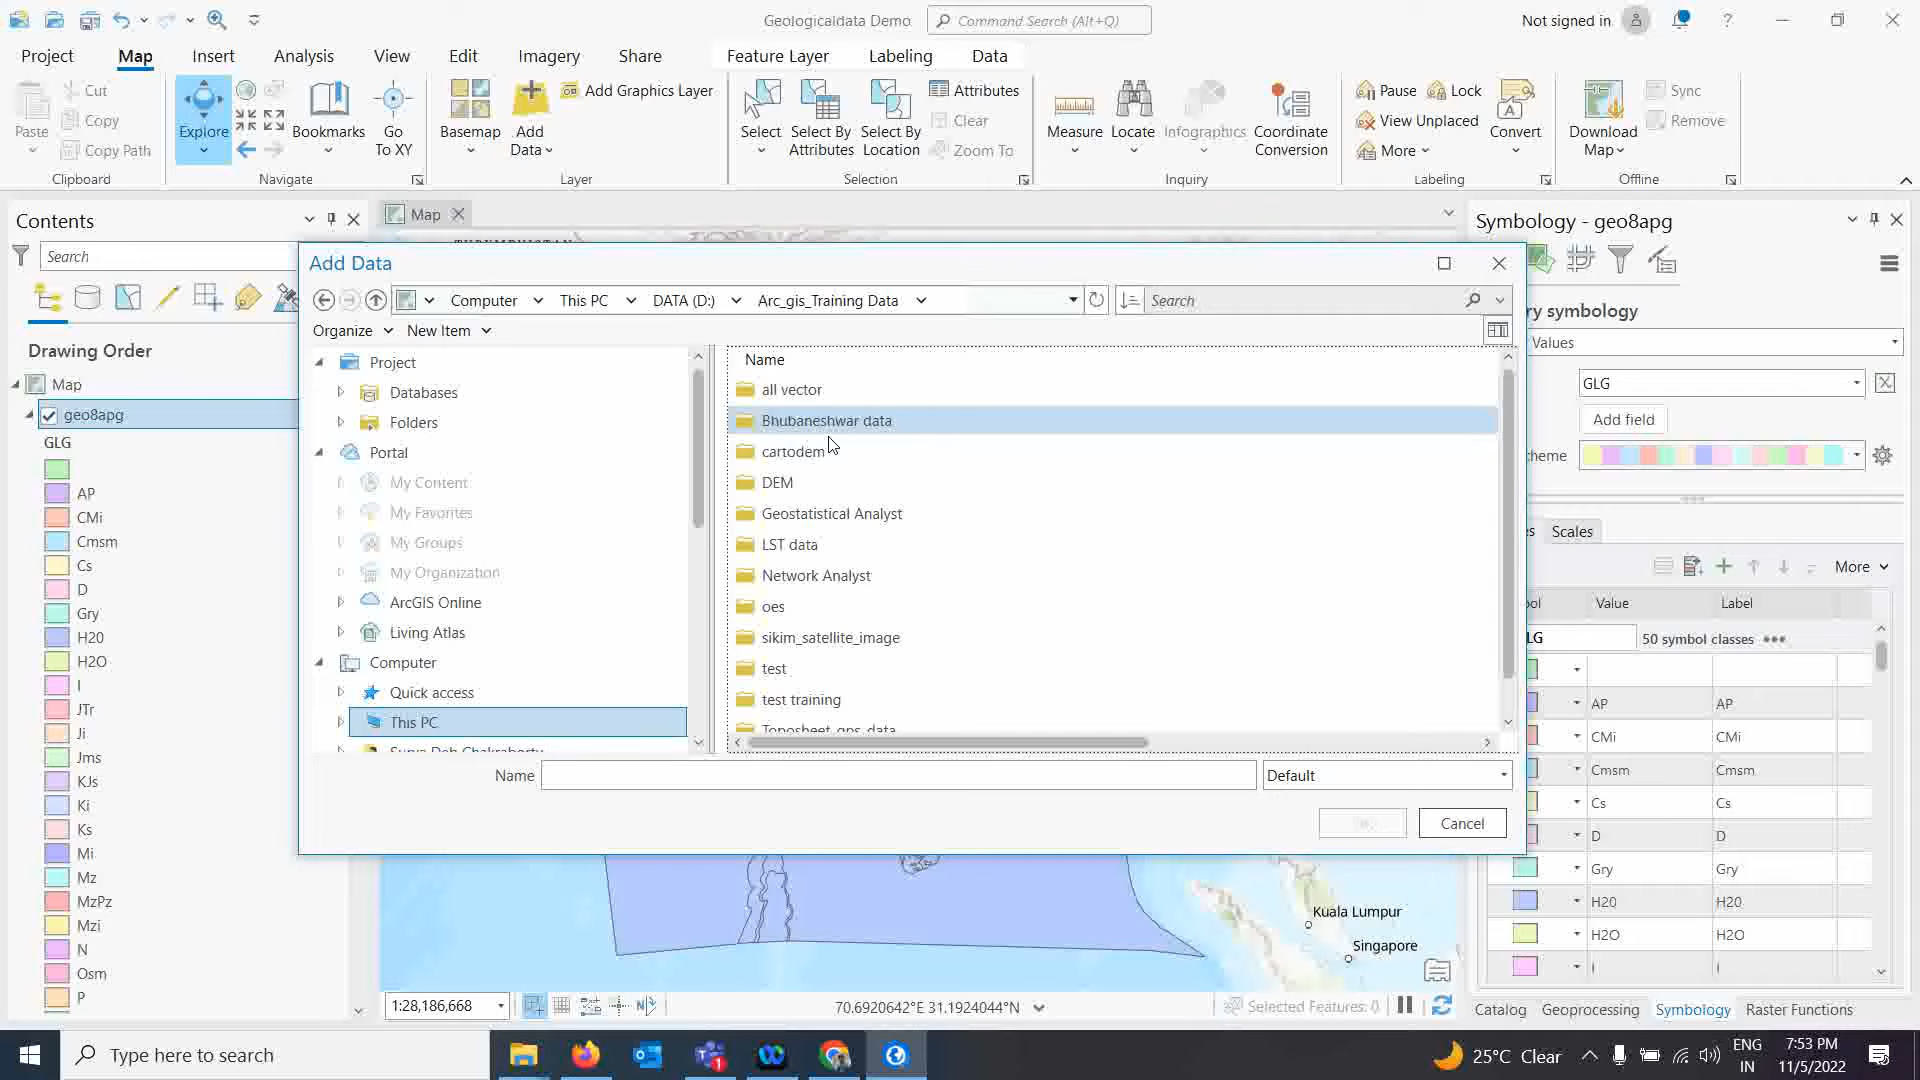 Geologicaldata Demo
Command Search (Alt+Q)
Not signed in
Project
Map
Insert
Analysis
View
Edit
Imagery
Share
Feature Layer
Labeling
Data
Paste
Cut
Copy
Copy Path
Clipboard
Explore
Bookmarks
Go
To XY
Navigate
Basemap
Add
Data
Add Graphics Layer
Layer
Select
Select By
Attributes
Select By
Location
Attributes
Clear
Zoom To
Selection
Measure
Locate
Infographics
Coordinate
Conversion
Inquiry
Pause
Lock
View Unplaced
More
Convert
Labeling
Download
Map
Sync
Remove
Offline
Contents
Search
Drawing Order
Map
geo8apg
GLG
AP
CMi
Cmsm
Cs
D
Gry
H20
H2O
I
JTr
Ji
Jms
KJs
Ki
Ks
Mi
Mz
MzPz
Mzi
N
Osm
P
Map
Add Data
Computer
This PC
DATA (D:)
Arc_gis_Training Data
Search
Organize
New Item
Project
Databases
Folders
Portal
My Content
My Favorites
My Groups
My Organization
ArcGIS Online
Living Atlas
Computer
Quick access
This PC
Name
all vector
Bhubaneshwar data
cartodem
DEM
Geostatistical Analyst
LST data
Network Analyst
oes
sikim_satellite_image
test
test training
Toposheet_gps_data
Name
Default
Cancel
Kuala Lumpur
Singapore
1:28,186,668
70.6920642°E 31.1924044°N
Selected Features: 0
Symbology - geo8apg
ry symbology
Values
GLG
Add field
heme
es
Scales
More
ol
Value
Label
LG
50 symbol classes
AP AP
CMi CMi
Cmsm Cmsm
Cs Cs
D D
Gry Gry
H20 H20
H2O H2O
I I
Catalog
Geoprocessing
Symbology
Raster Functions
Type here to search
1
25°C Clear
ENG
IN
7:53 PM
11/5/2022